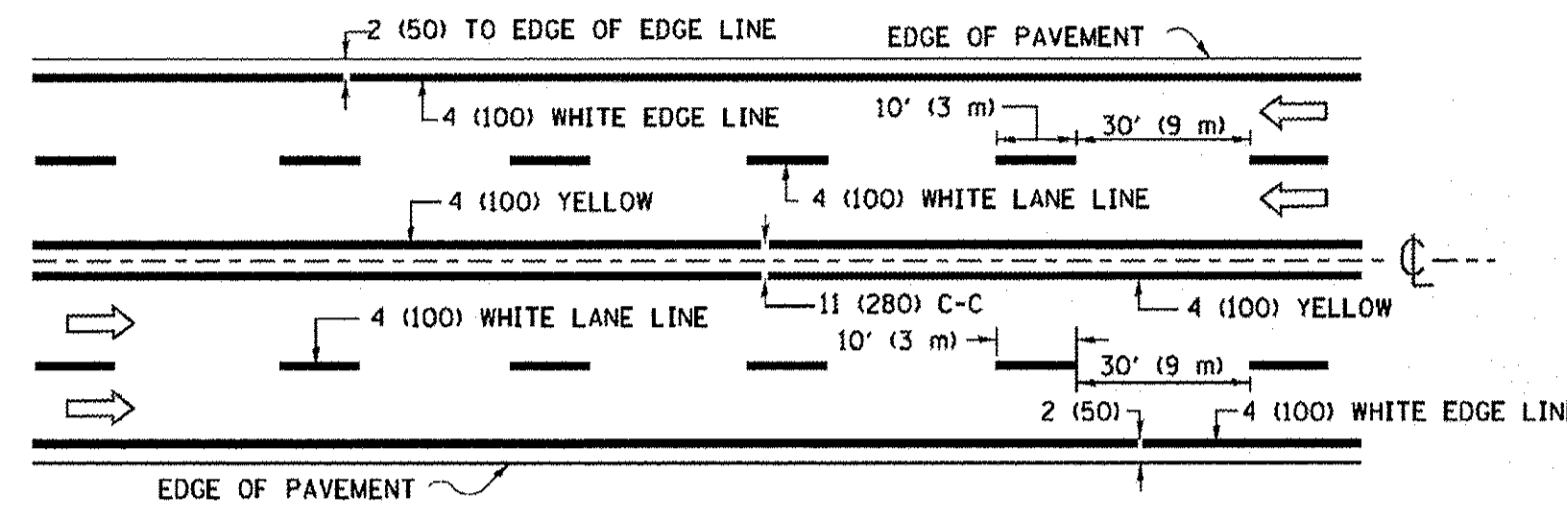 2 (50) TO EDGE OF EDGE LINE
EDGE OF PAVEMENT
4 (100) WHITE EDGE LINE
10' (3 m)
30' (9 m)
4 (100) YELLOW
4 (100) WHITE LANE LINE
℄
11 (280) C-C
4 (100) YELLOW
4 (100) WHITE LANE LINE
10' (3 m)
30' (9 m)
2 (50)
4 (100) WHITE EDGE LIN
EDGE OF PAVEMENT